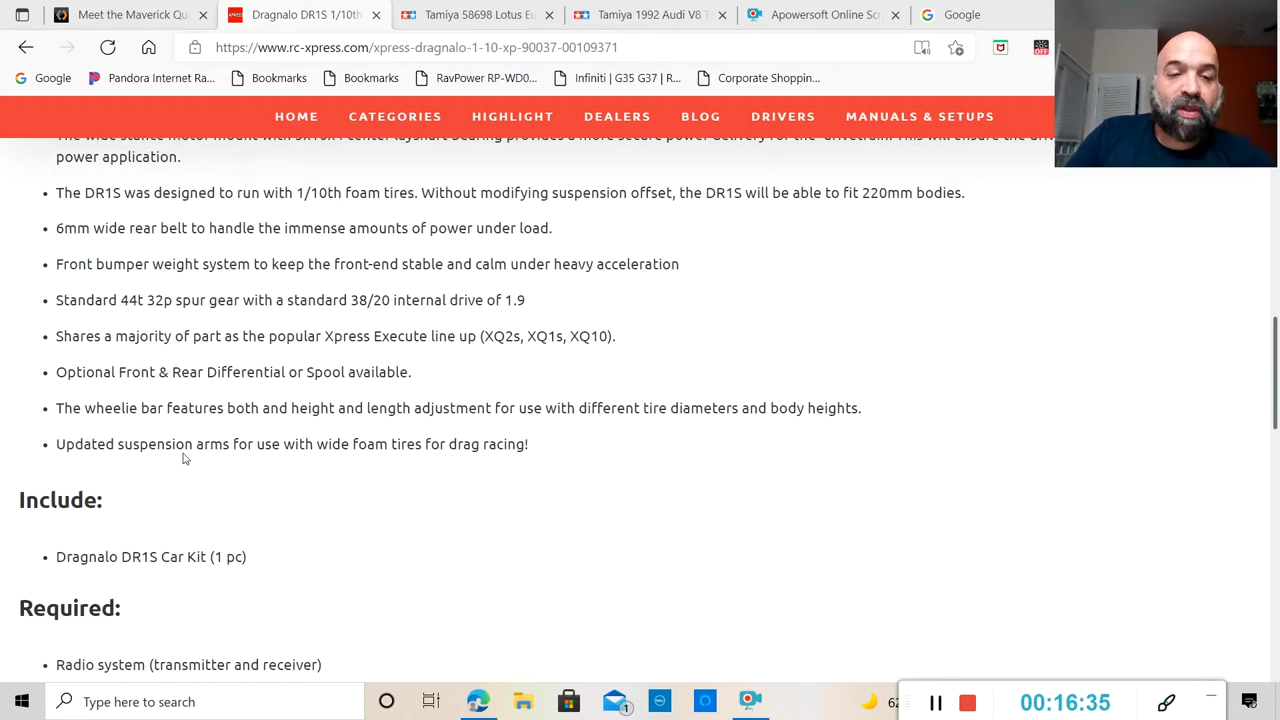 Meet the Maverick Qu
Dragnalo DR1S 1/10th
Tamiya 58698 Lotus Eu
Tamiya 1992 Audi V8 T
Apowersoft Online Scr
Google
https://www.rc-xpress.com/xpress-dragnalo-1-10-xp-90037-00109371
Google
Pandora Internet Ra...
Bookmarks
Bookmarks
RavPower RP-WD0...
Infiniti | G35 G37 | R...
Corporate Shoppin...
OFF
HOME CATEGORIES HIGHLIGHT DEALERS BLOG DRIVERS MANUALS & SETUPS
power application.
• The DR1S was designed to run with 1/10th foam tires. Without modifying suspension offset, the DR1S will be able to fit 220mm bodies.
• 6mm wide rear belt to handle the immense amounts of power under load.
• Front bumper weight system to keep the front-end stable and calm under heavy acceleration
• Standard 44t 32p spur gear with a standard 38/20 internal drive of 1.9
• Shares a majority of part as the popular Xpress Execute line up (XQ2s, XQ1s, XQ10).
• Optional Front & Rear Differential or Spool available.
• The wheelie bar features both and height and length adjustment for use with different tire diameters and body heights.
• Updated suspension arms for use with wide foam tires for drag racing!
Include:
• Dragnalo DR1S Car Kit (1 pc)
Required:
• Radio system (transmitter and receiver)
Type here to search
1
00:16:35